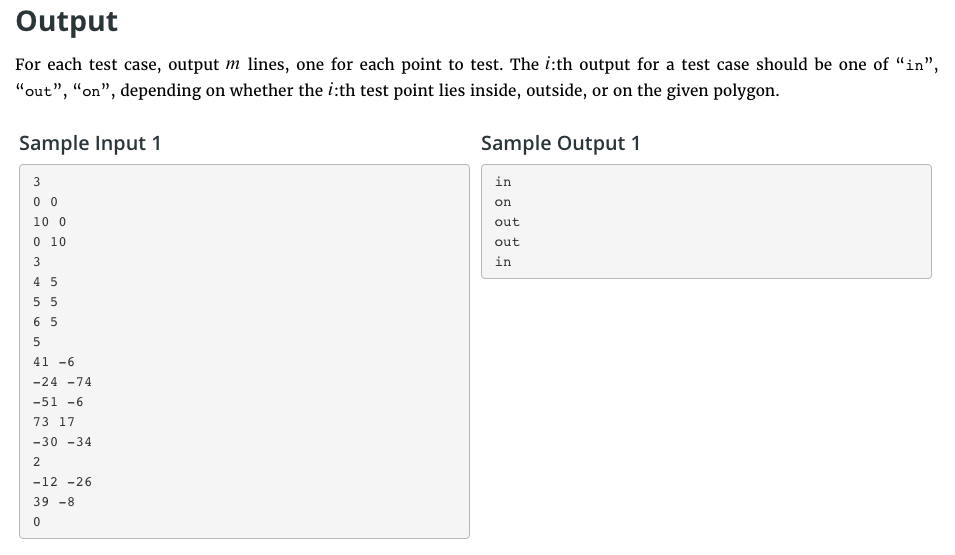 Output
For each test case, output m lines, one for each point to test. The i:th output for a test case should be one of “in”,
“out”, “on”, depending on whether the i:th test point lies inside, outside, or on the given polygon.
Sample Input 1
3
0 0
10 0
0 10
3
4 5
5 5
6 5
5
41 -6
-24 -74
-51 -6
73 17
-30 -34
2
-12 -26
39 -8
0
Sample Output 1
in
on
out
out
in